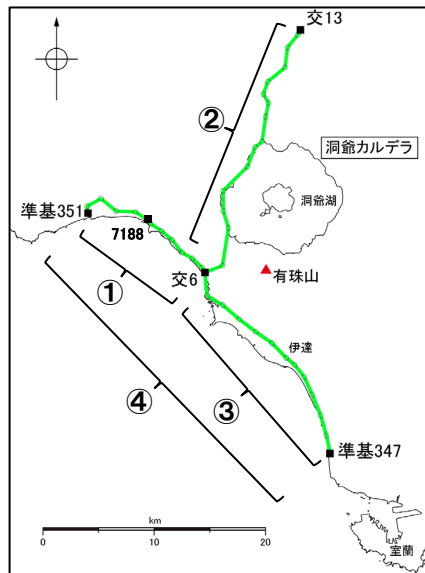 交13
②
洞爺カルデラ
洞爺湖
準基351
7188
有珠山
交6
①
伊達
④
③
準基347
km
0 10 20
室蘭